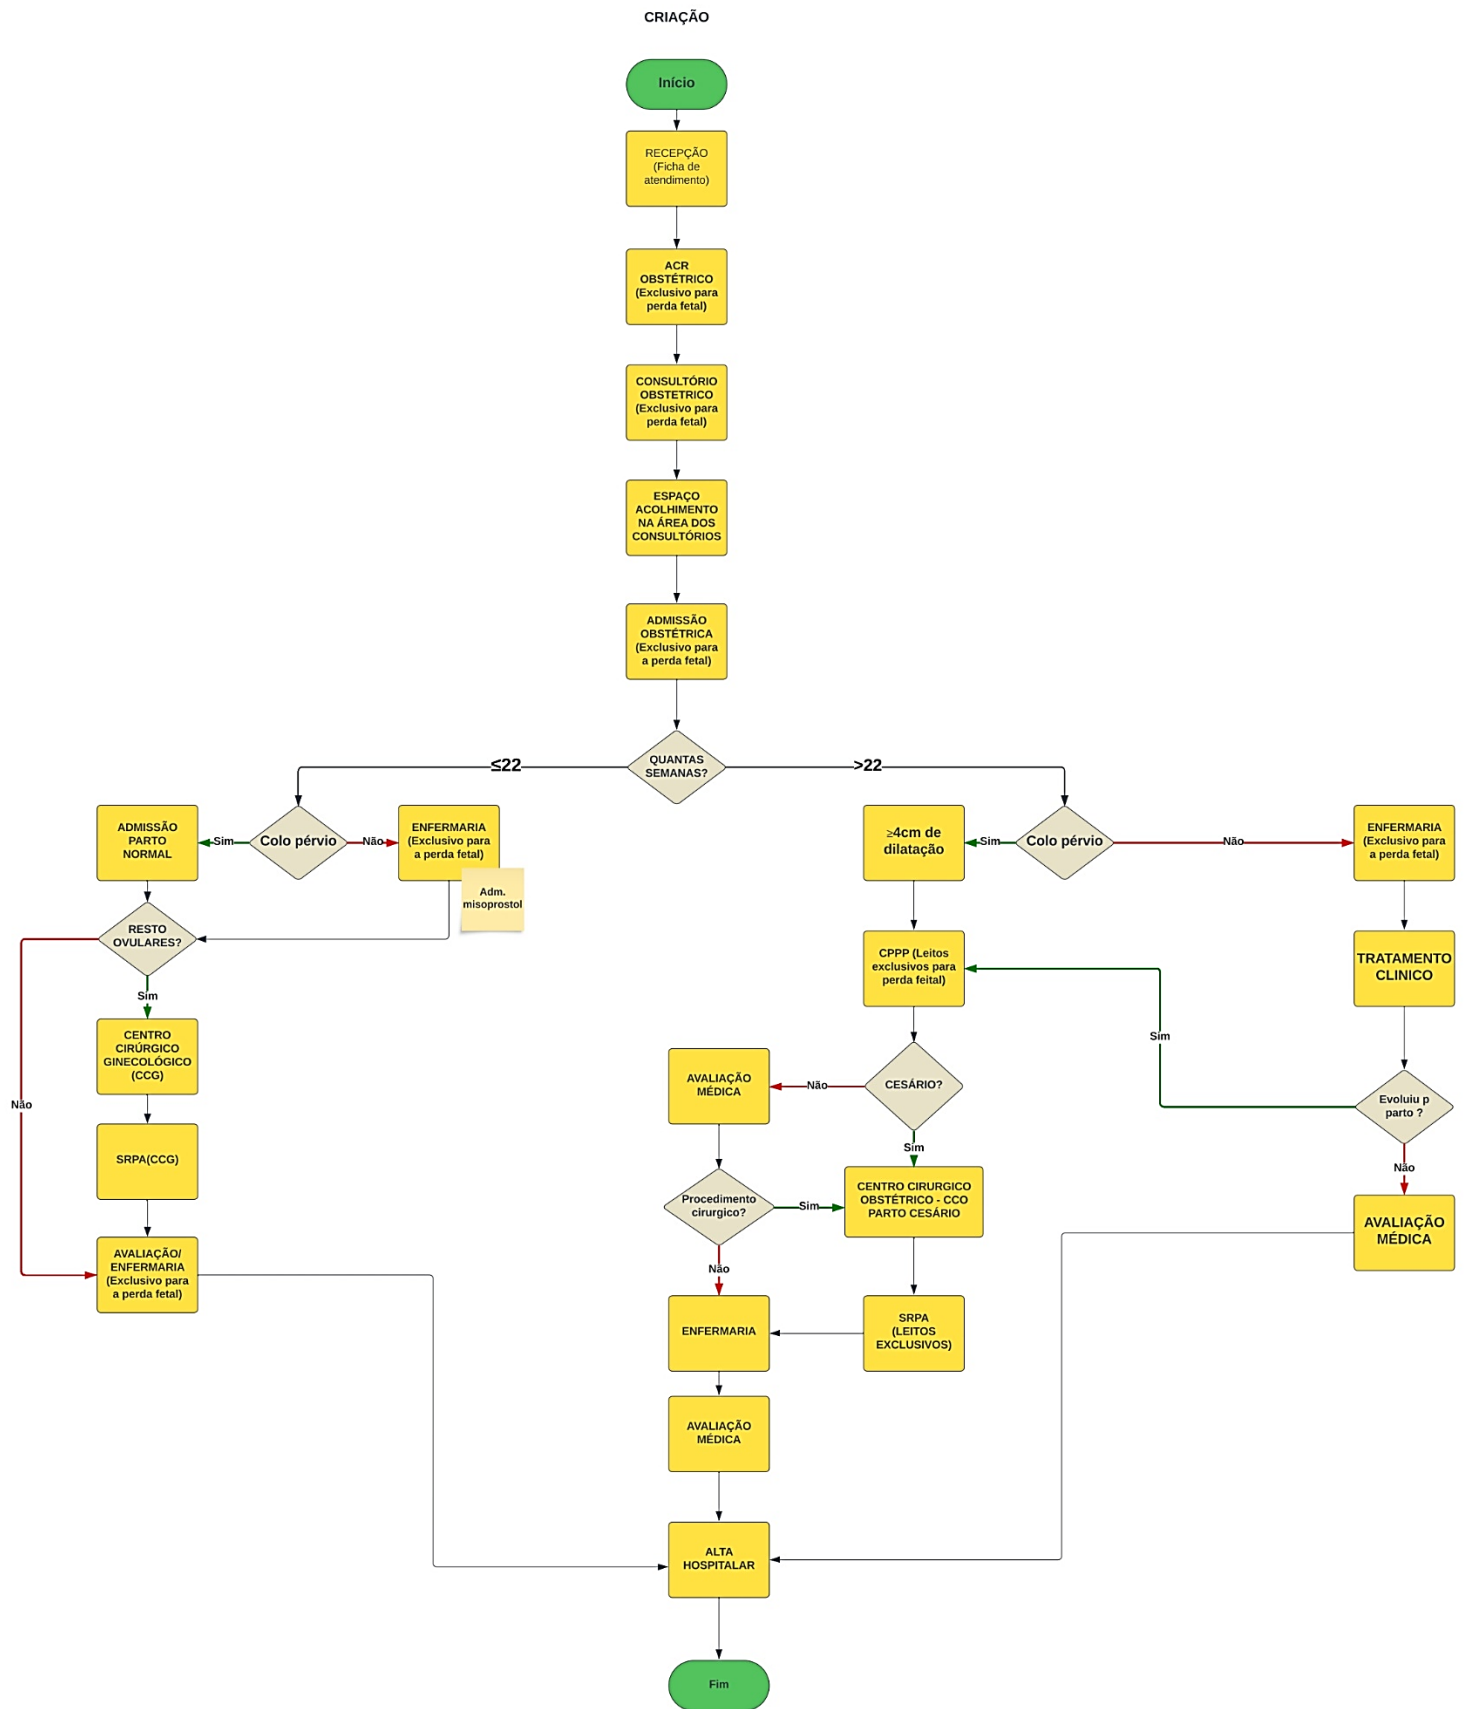 CRIAÇÃO
Início
RECEPÇÃO
(Ficha de
atendimento)
ACR
OBSTÉTRICO
(Exclusivo para
perda fetal)
CONSULTÓRIO
OBSTETRICO
(Exclusivo para
perda fetal)
ESPAÇO
ACOLHIMENTO
NA ÁREA DOS
CONSULTÓRIOS
ADMISSÃO
OBSTÉTRICA
(Exclusivo para
a perda fetal)
QUANTAS
SEMANAS?
≤22
>22
ADMISSÃO
PARTO
NORMAL
Sim
Colo pérvio
Não
ENFERMARIA
(Exclusivo para
a perda fetal)
Adm.
misoprostol
RESTO
OVULARES?
Sim
Não
CENTRO
CIRÚRGICO
GINECOLÓGICO
(CCG)
SRPA(CCG)
AVALIAÇÃO/
ENFERMARIA
(Exclusivo para
a perda fetal)
≥4cm de
dilatação
Sim
Colo pérvio
Não
ENFERMARIA
(Exclusivo para
a perda fetal)
CPPP (Leitos
exclusivos para
perda feital)
TRATAMENTO
CLINICO
Sim
Evoluiu p
parto ?
Não
AVALIAÇÃO
MÉDICA
AVALIAÇÃO
MÉDICA
Não
CESÁRIO?
Sim
Procedimento
cirurgico?
Sim
CENTRO CIRURGICO
OBSTÉTRICO - CCO
PARTO CESÁRIO
Não
ENFERMARIA
SRPA
(LEITOS
EXCLUSIVOS)
AVALIAÇÃO
MÉDICA
ALTA
HOSPITALAR
Fim